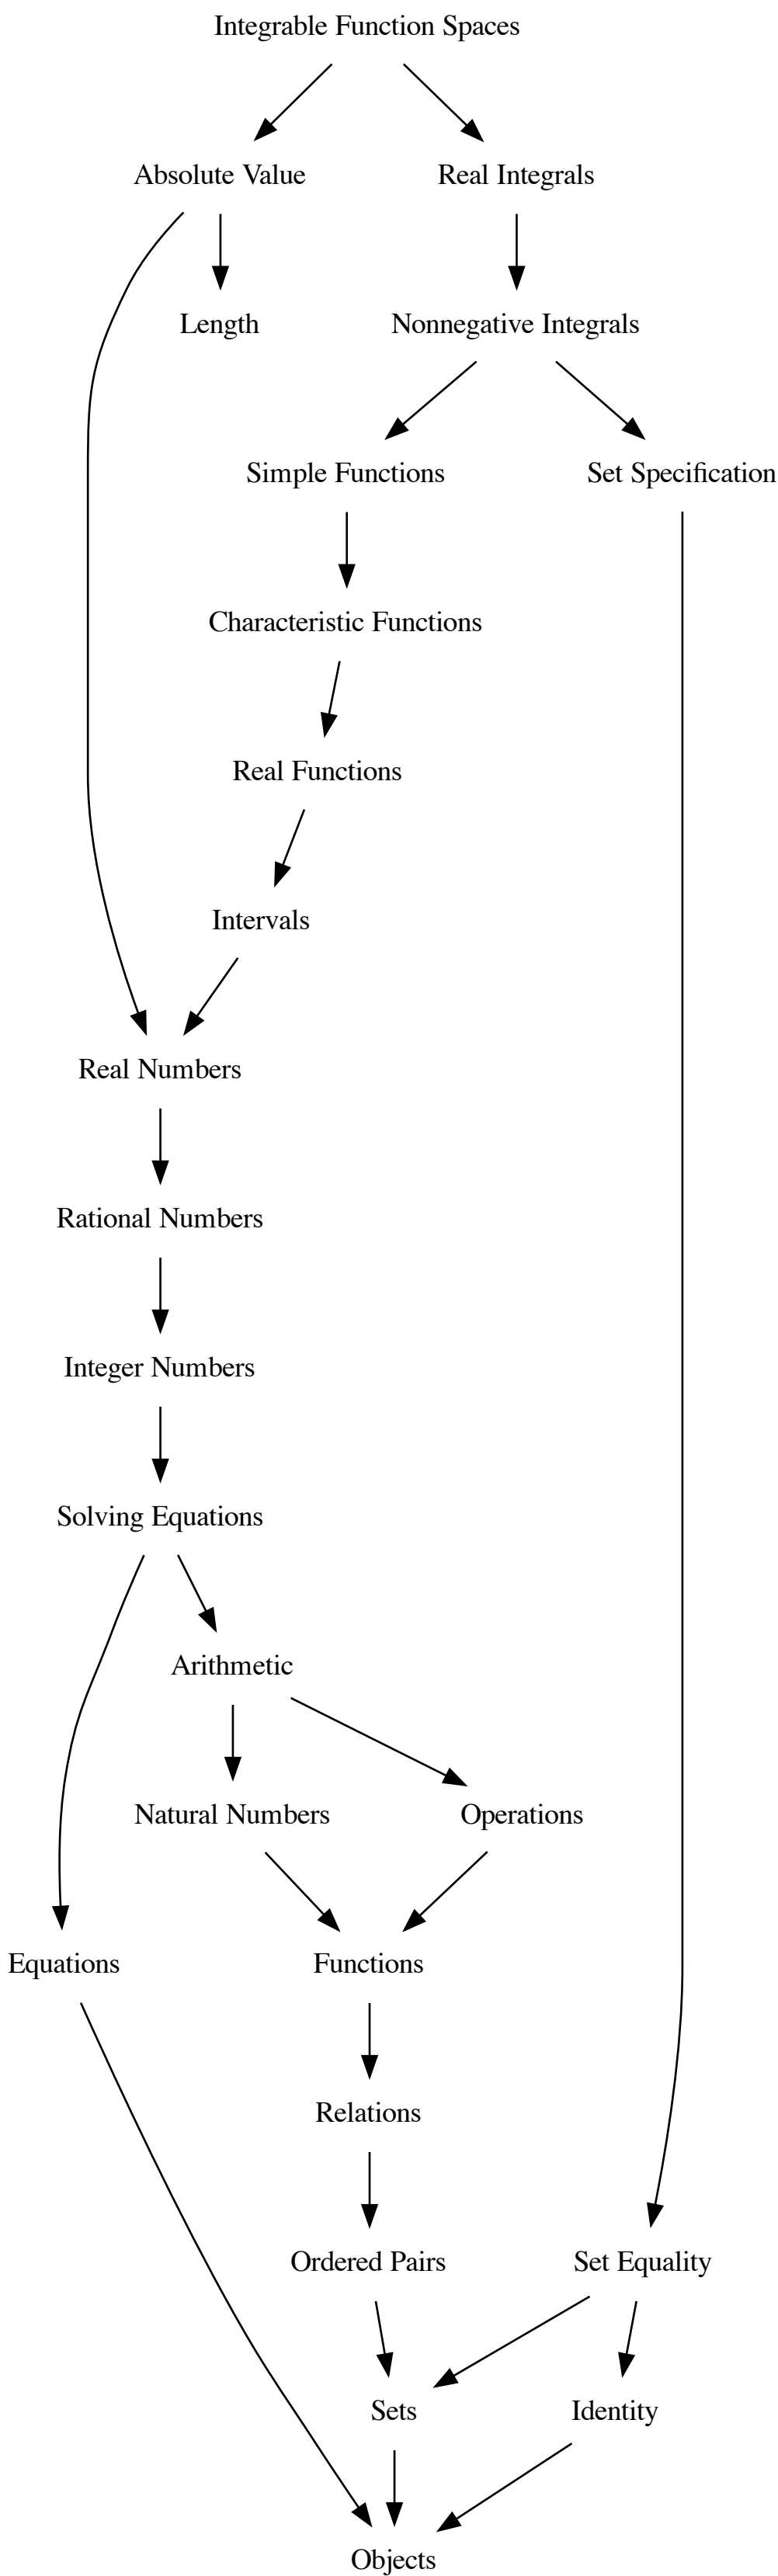 Integrable Function Spaces
Absolute Value
Real Integrals
Length
Nonnegative Integrals
Simple Functions
Set Specification
Characteristic Functions
Real Functions
Intervals
Real Numbers
Rational Numbers
Integer Numbers
Solving Equations
Arithmetic
Natural Numbers
Operations
Equations
Functions
Relations
Ordered Pairs
Set Equality
Sets
Identity
Objects